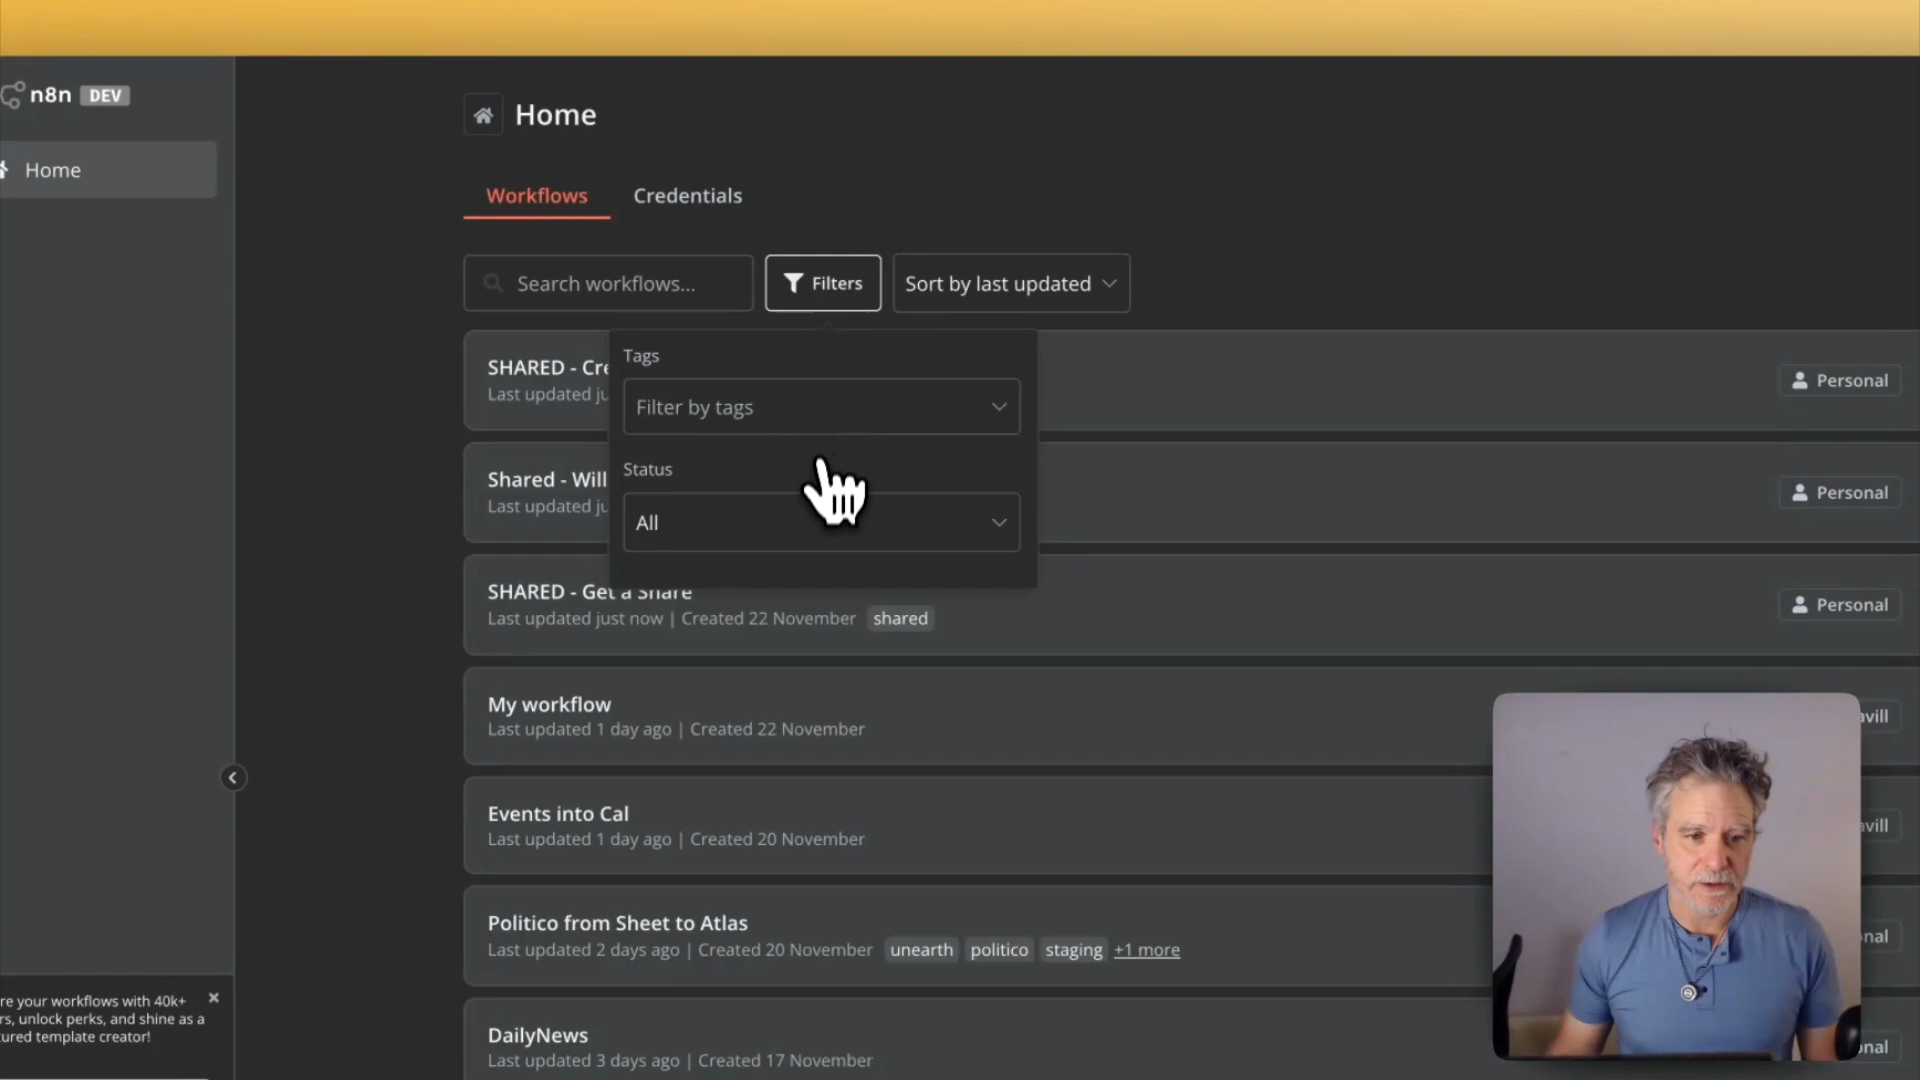 n8n DEV
Home
Home
Workflows Credentials
Search workflows... Filters Sort by last updated
Tags
Filter by tags
Status
All
SHARED - Cre
Last updated ju
Personal
Shared - Will
Last updated ju
Personal
SHARED - Get a Share
Last updated just now | Created 22 November shared
Personal
My workflow
Last updated 1 day ago | Created 22 November
avill
Events into Cal
Last updated 1 day ago | Created 20 November
avill
Politico from Sheet to Atlas
Last updated 2 days ago | Created 20 November unearth politico staging +1 more
nal
DailyNews
Last updated 3 days ago | Created 17 November
onal
re your workflows with 40k+
rs, unlock perks, and shine as a
tured template creator!